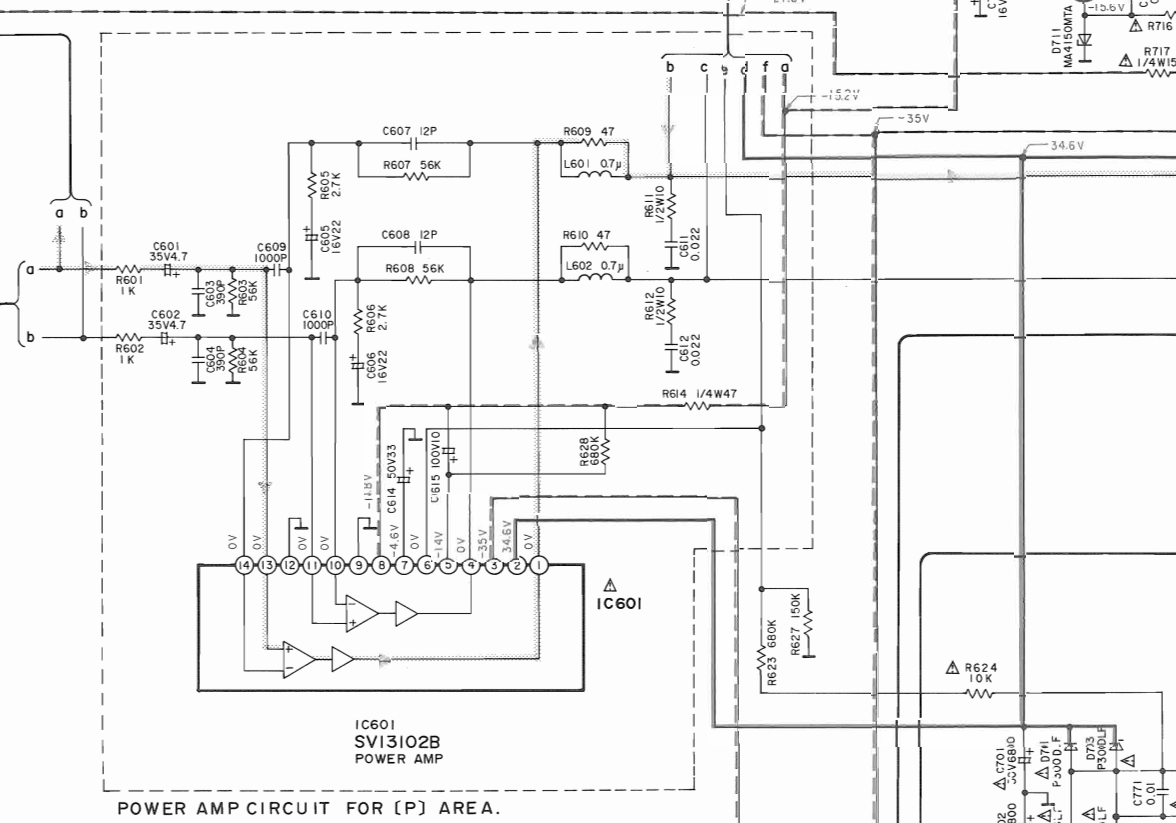 -15.6V
R716
D711
MA4150MTA
R717
1/4W15
b c d f a
-15.2V
-35V
34.6V
C607 12P
R607 56K
R609 47
L601 0.7μ
R605
2.7K
C605
16V22
R611
1/2W10
C611
0.022
a b
C608 12P
R608 56K
R610 47
L602 0.7μ
a
b
R601
1K
C601
35V4.7
C603
390P
R603
56K
C609
1000P
R602
1K
C602
35V4.7
C604
390P
R604
56K
C610
1000P
R606
2.7K
C606
16V22
R612
1/2W10
C612
0.022
R614 1/4W47
R628
680K
C614 50V33
C615 100V10
-11.8V
0V
0V
0V
0V
-4.6V
0V
-14V
0V
-35V
34.6V
0V
14 13 12 11 10 9 8 7 6 5 4 3 2 1
IC601
R627 150K
R623 680K
R624
10K
IC601
SVI3102B
POWER AMP
POWER AMP CIRCUIT FOR (P) AREA.
C701
D713
C771
0.01